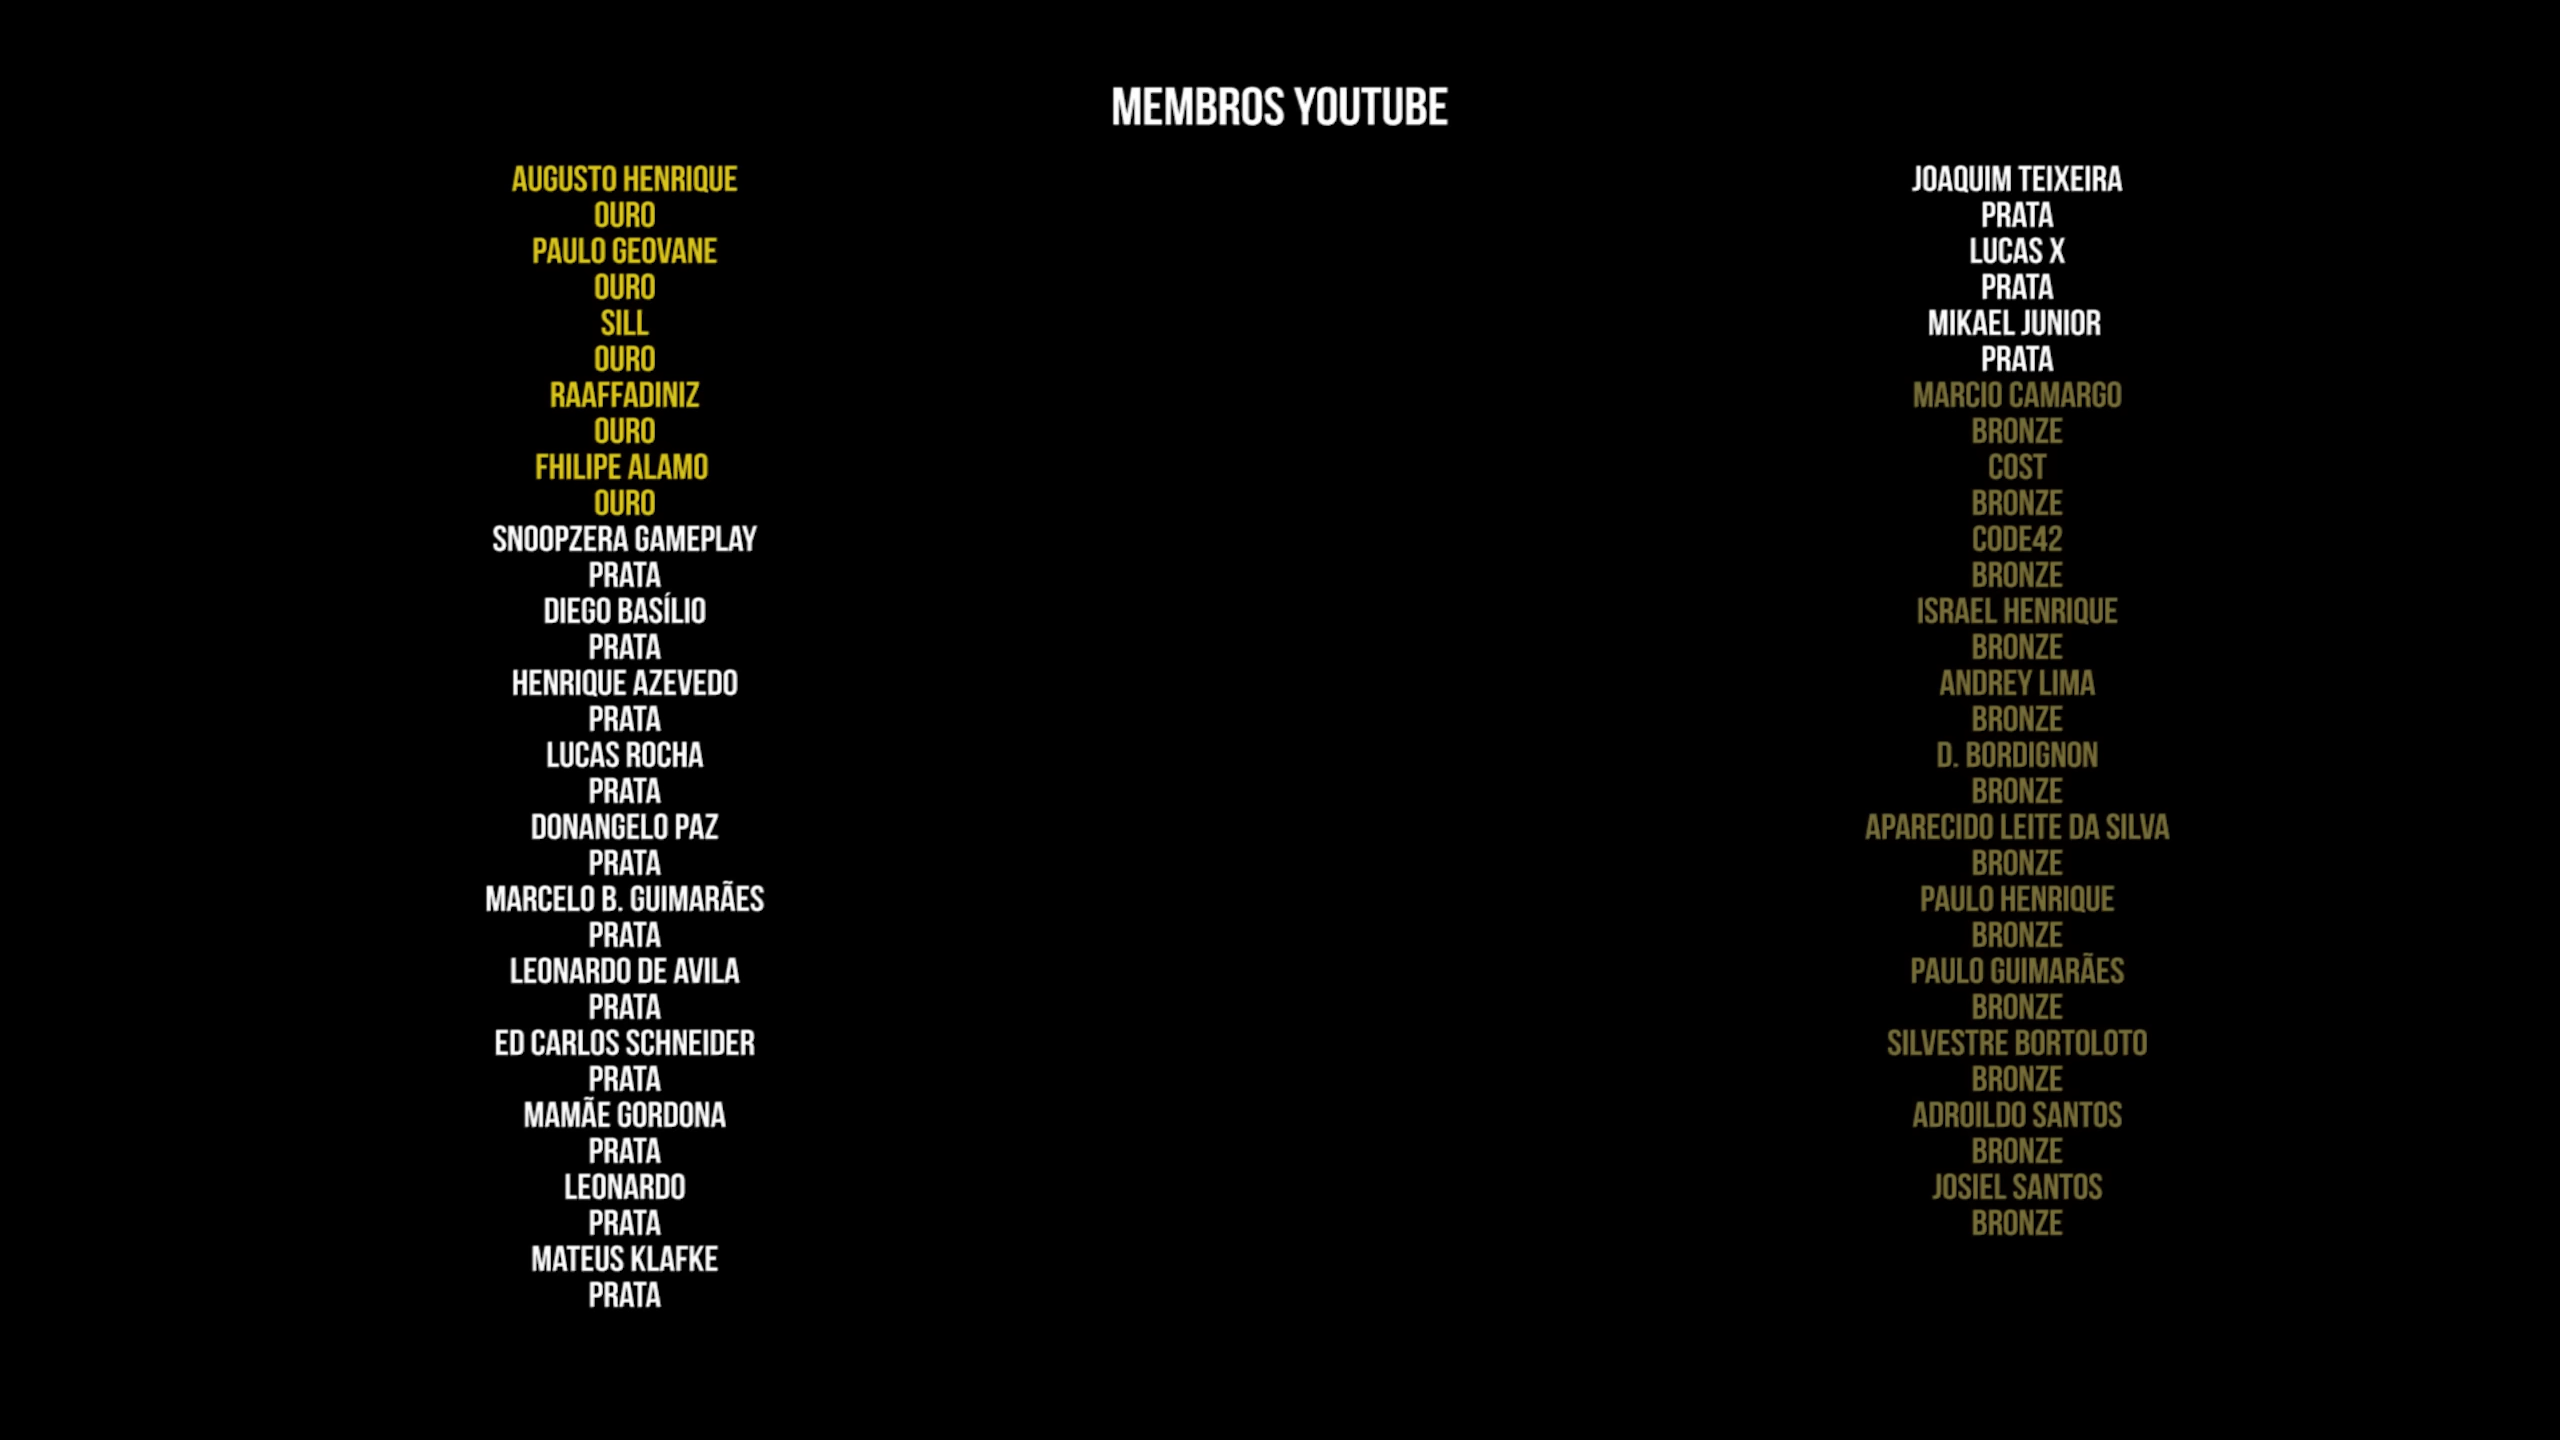 MEMBROS YOUTUBE
AUGUSTO HENRIQUE
OURO
PAULO GEOVANE
OURO
SILL
OURO
RAAFFADINIZ
OURO
FHILIPE ALAMO
OURO
SNOOPZERA GAMEPLAY
PRATA
DIEGO BASÍLIO
PRATA
HENRIQUE AZEVEDO
PRATA
LUCAS ROCHA
PRATA
DONANGELO PAZ
PRATA
MARCELO B. GUIMARÃES
PRATA
LEONARDO DE AVILA
PRATA
ED CARLOS SCHNEIDER
PRATA
MAMÃE GORDONA
PRATA
LEONARDO
PRATA
MATEUS KLAFKE
PRATA
JOAQUIM TEIXEIRA
PRATA
LUCAS X
PRATA
MIKAEL JUNIOR
PRATA
MARCIO CAMARGO
BRONZE
COST
BRONZE
CODE42
BRONZE
ISRAEL HENRIQUE
BRONZE
ANDREY LIMA
BRONZE
D. BORDIGNON
BRONZE
APARECIDO LEITE DA SILVA
BRONZE
PAULO HENRIQUE
BRONZE
PAULO GUIMARÃES
BRONZE
SILVESTRE BORTOLOTO
BRONZE
ADROILDO SANTOS
BRONZE
JOSIEL SANTOS
BRONZE